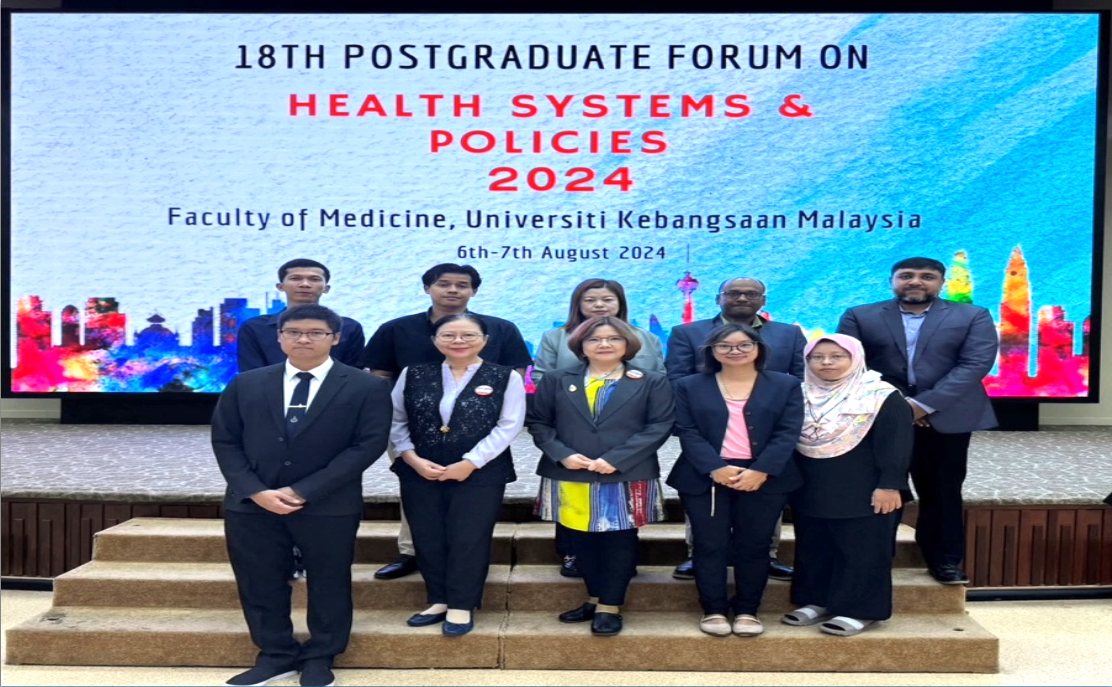 18TH POSTGRADUATE FORUM ON
HEALTH SYSTEMS &
POLICIES
2024
Faculty of Medicine, Universiti Kebangsaan Malaysia
6th-7th August 2024